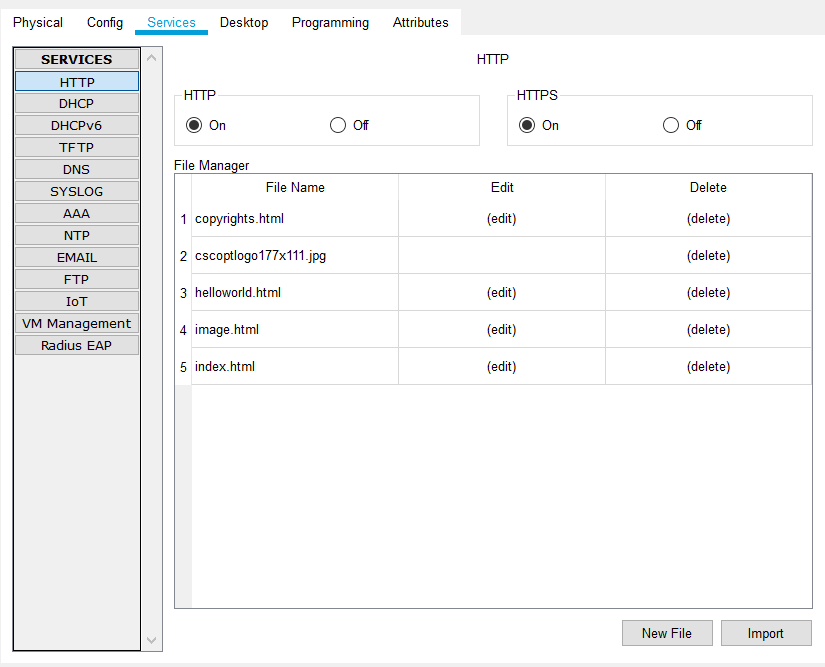 Physical Config Services Desktop Programming Attributes
SERVICES
HTTP
DHCP
DHCPv6
TFTP
DNS
SYSLOG
AAA
NTP
EMAIL
FTP
IoT
VM Management
Radius EAP
HTTP
HTTP
On Off
HTTPS
On Off
File Manager
File Name Edit Delete
1 copyrights.html (edit) (delete)
2 cscoptlogo177x111.jpg (delete)
3 helloworld.html (edit) (delete)
4 image.html (edit) (delete)
5 index.html (edit) (delete)
New File Import